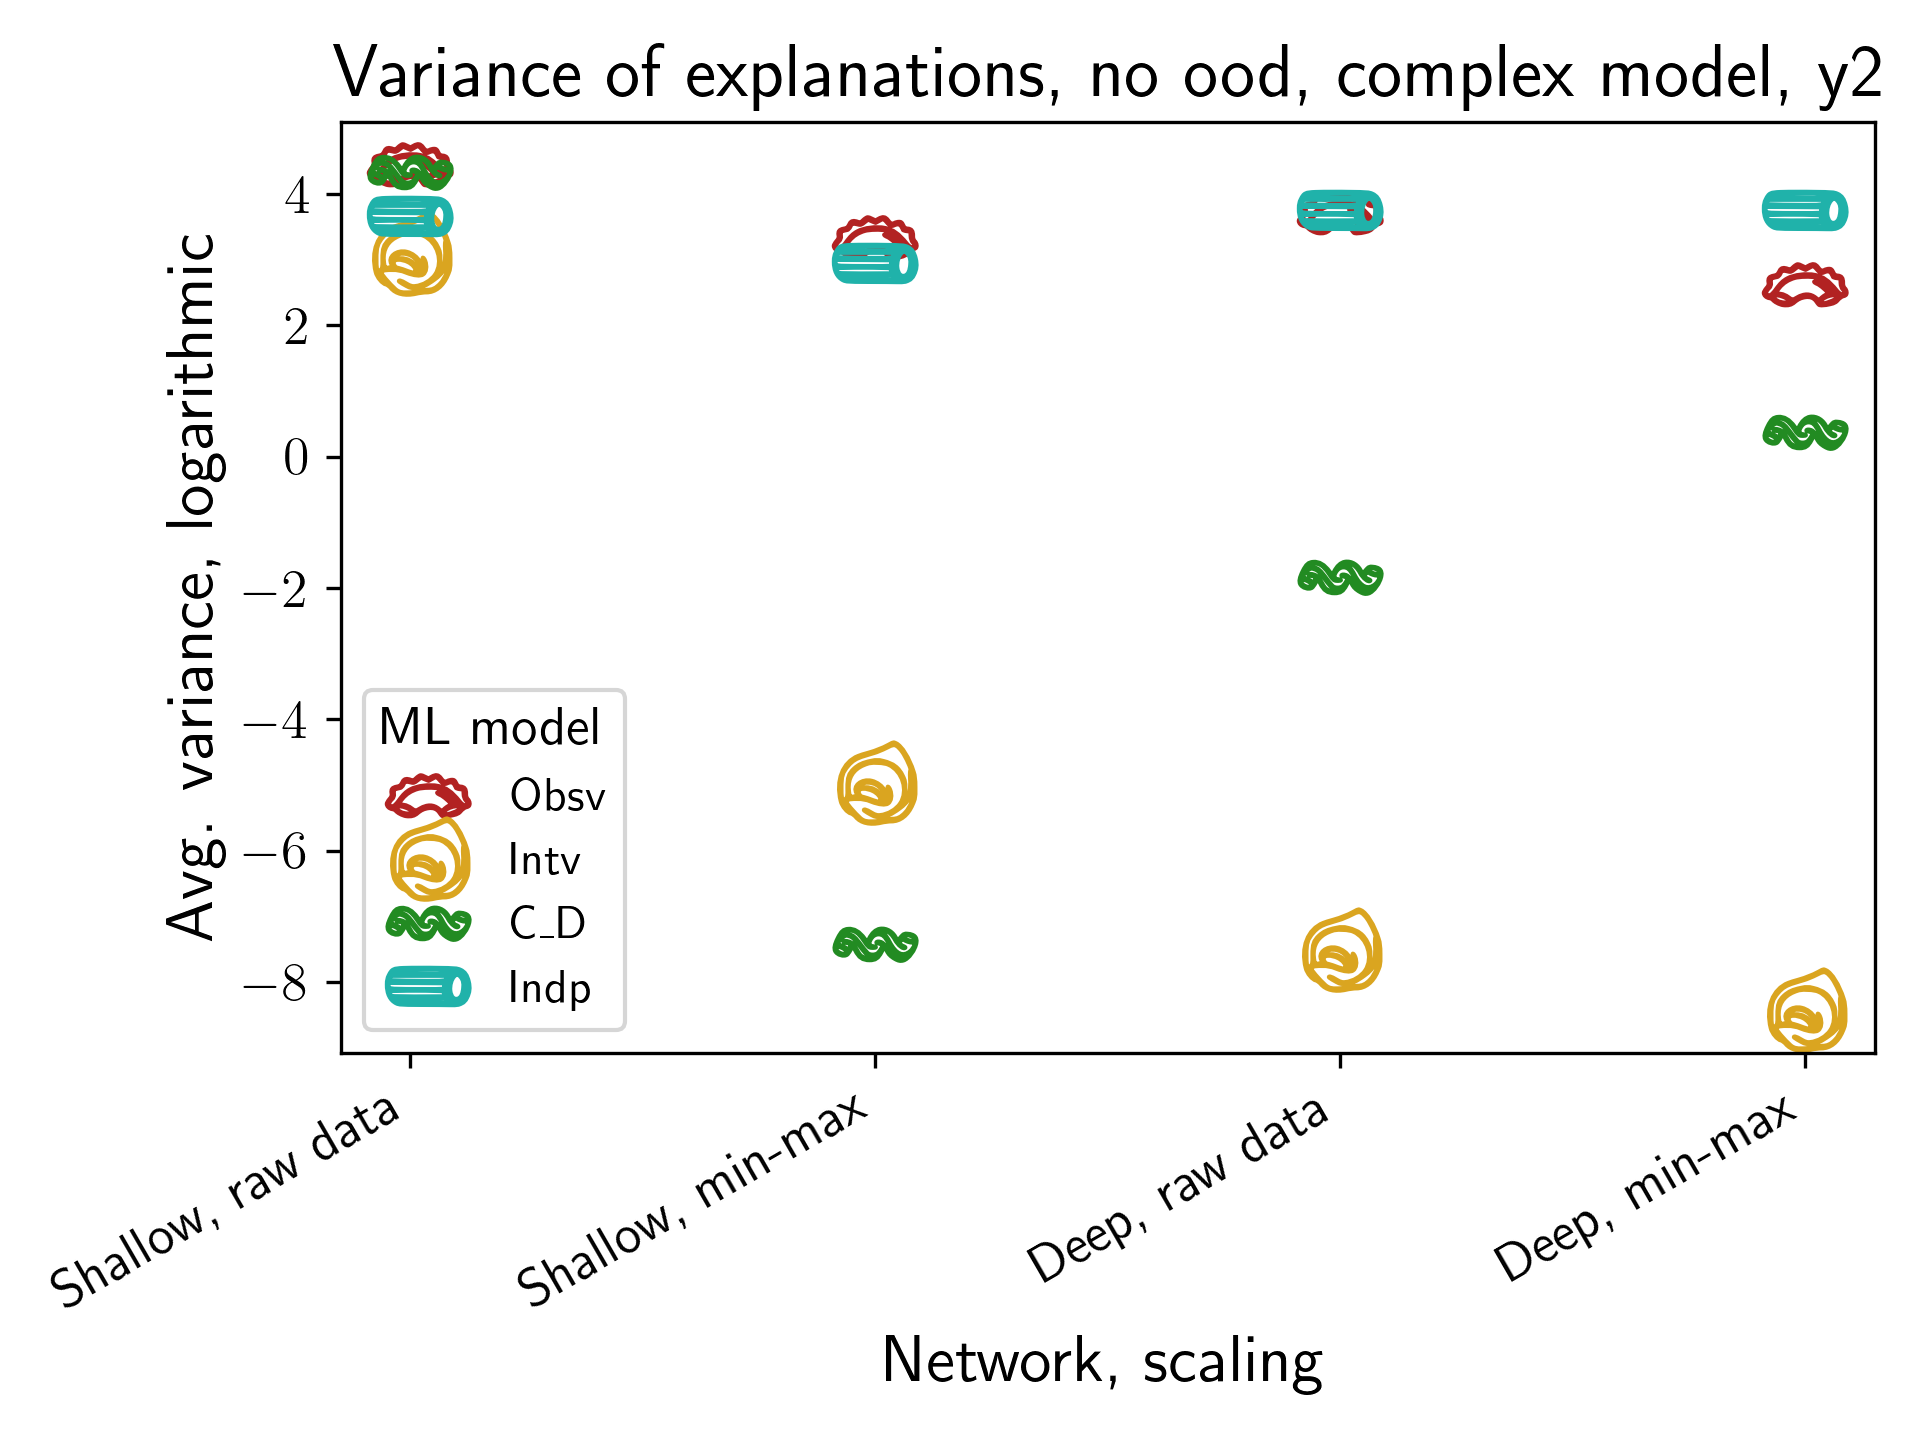 Variance of explanations, no ood, complex model, y2
Avg. variance, logarithmic
4
2
0
−2
−4
−6
−8
ML model
Obsv
Intv
C_D
Indp
Shallow, raw data
Shallow, min-max
Deep, raw data
Deep, min-max
Network, scaling